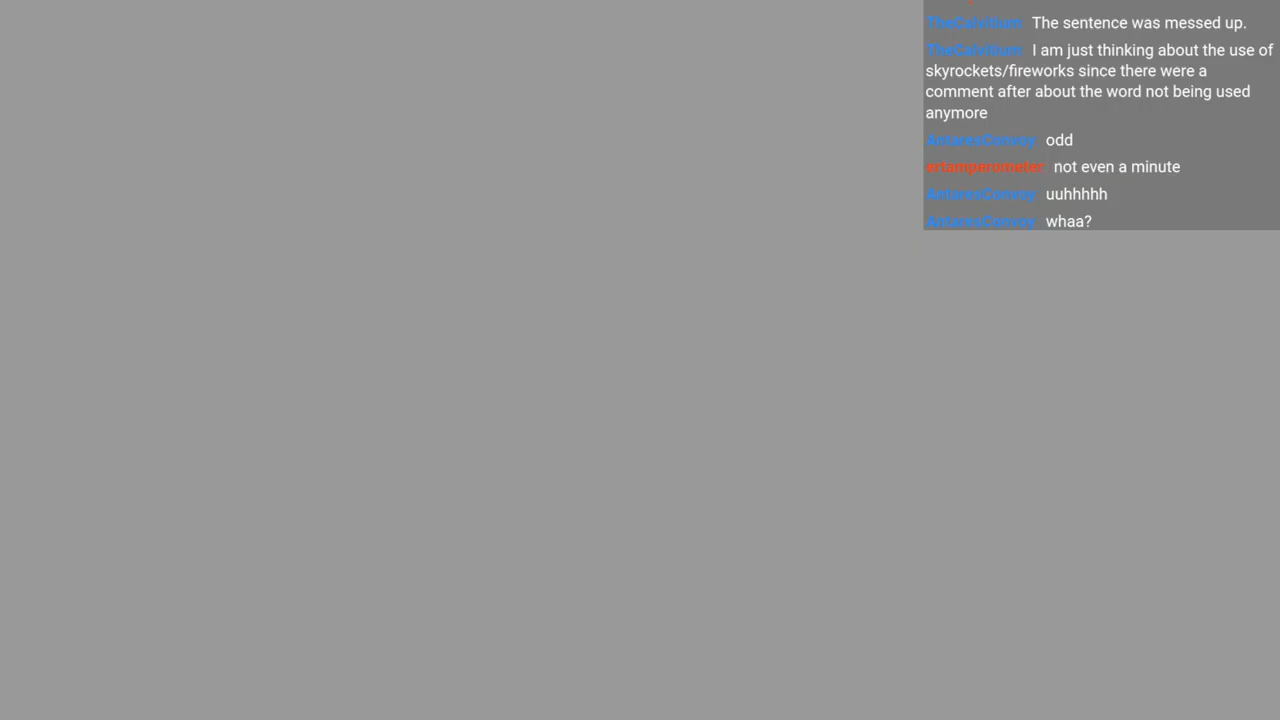 TheCalvitium The sentence was messed up.
TheCalvitium I am just thinking about the use of
skyrockets/fireworks since there were a
comment after about the word not being used
anymore
AntaresConvoy odd
artamperometer not even a minute
AntaresConvoy uuhhhhh
AntaresConvoy whaa?